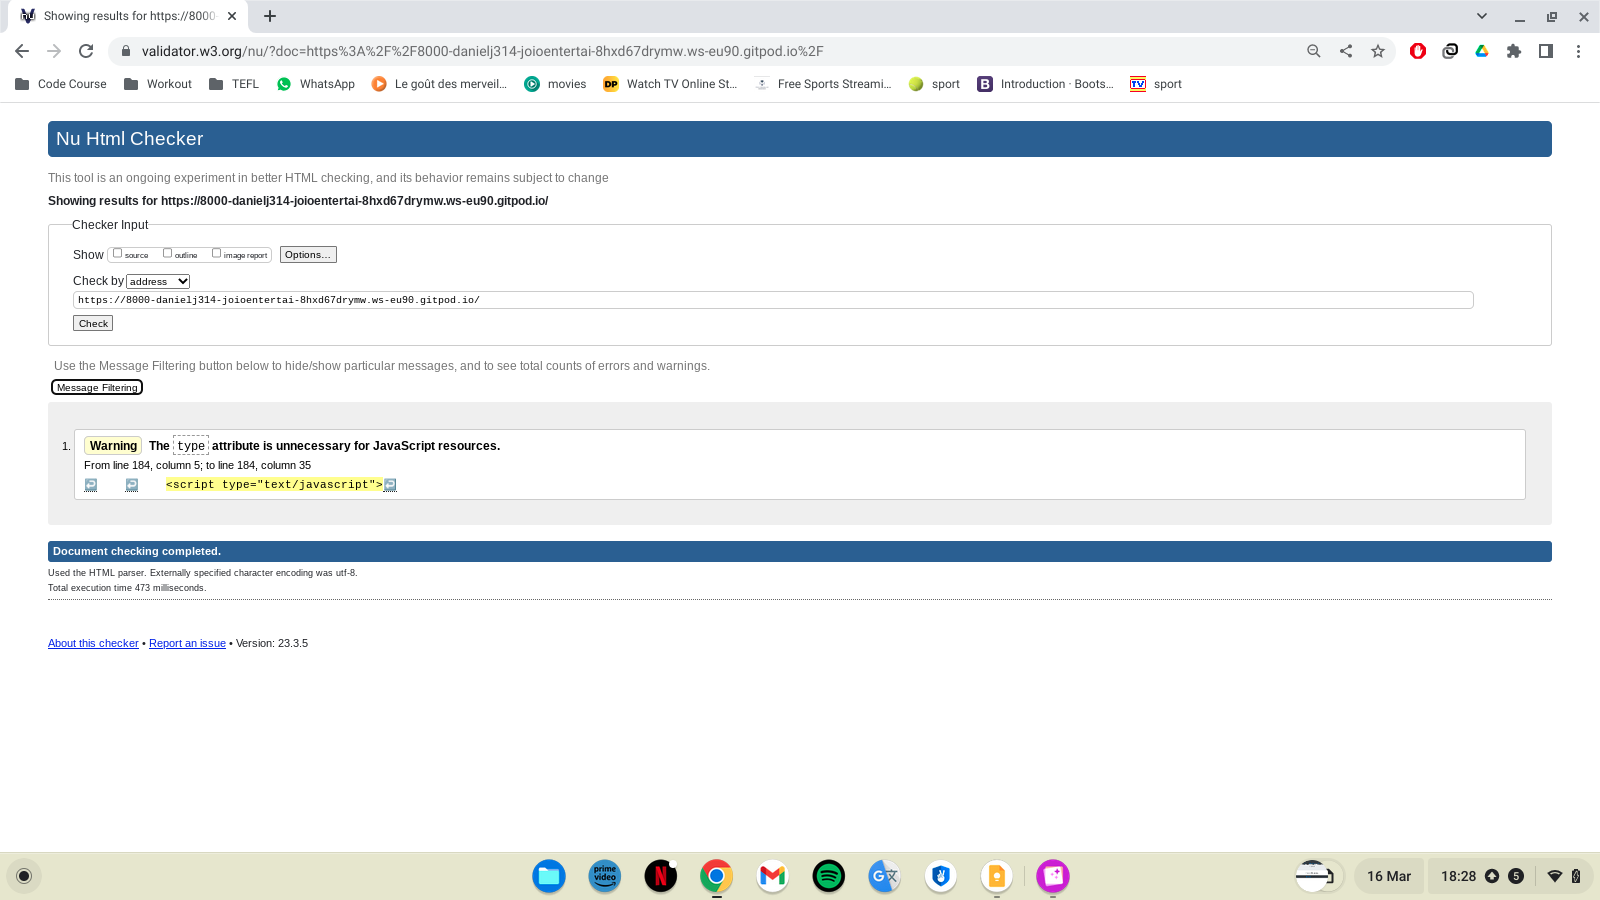 Showing results for https://8000-
validator.w3.org/nu/?doc=https%3A%2F%2F8000-danielj314-joioentertai-8hxd67drymw.ws-eu90.gitpod.io%2F
Code Course Workout TEFL WhatsApp Le goût des merveil... movies DP Watch TV Online St... Free Sports Streami... sport B Introduction · Boots... TV sport
Nu Html Checker
This tool is an ongoing experiment in better HTML checking, and its behavior remains subject to change
Showing results for https://8000-danielj314-joioentertai-8hxd67drymw.ws-eu90.gitpod.io/
Checker Input
Show source outline image report Options...
Check by address
https://8000-danielj314-joioentertai-8hxd67drymw.ws-eu90.gitpod.io/
Check
Use the Message Filtering button below to hide/show particular messages, and to see total counts of errors and warnings.
Message Filtering
1. Warning The type attribute is unnecessary for JavaScript resources.
From line 184, column 5; to line 184, column 35
<script type="text/javascript">
Document checking completed.
Used the HTML parser. Externally specified character encoding was utf-8.
Total execution time 473 milliseconds.
About this checker • Report an issue • Version: 23.3.5
prime video N G 16 Mar 18:28 5